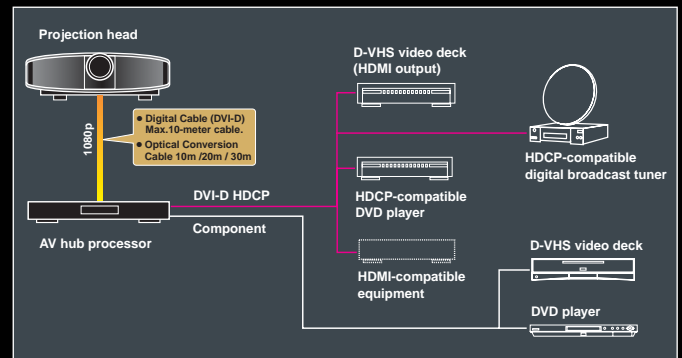 Projection head
1080p
● Digital Cable (DVI-D)
Max.10-meter cable.
● Optical Conversion
Cable 10m /20m / 30m
AV hub processor
DVI-D HDCP
Component
D-VHS video deck
(HDMI output)
HDCP-compatible
digital broadcast tuner
HDCP-compatible
DVD player
HDMI-compatible
equipment
D-VHS video deck
DVD player